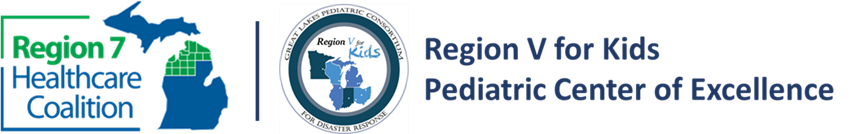 Region 7
Healthcare
Coalition
GREAT LAKES PEDIATRIC CONSORTIUM
Region V for
Kids
FOR DISASTER RESPONSE
Region V for Kids
Pediatric Center of Excellence